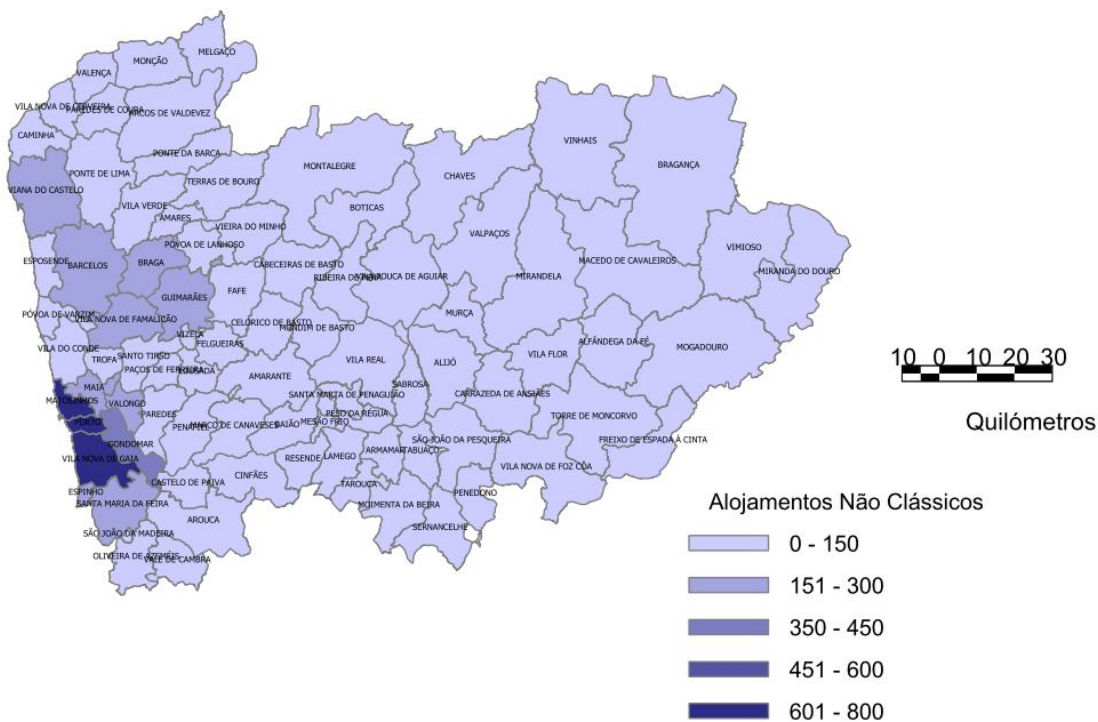 MELGAÇO
MONÇÃO
VALENÇA
VILA NOVA DE CERVEIRA
PAREDES DE COURA
ARCOS DE VALDEVEZ
CAMINHA
PONTE DA BARCA
VINHAIS
BRAGANÇA
MONTALEGRE
PONTE DE LIMA
CHAVES
TERRAS DE BOURO
VIANA DO CASTELO
VILA VERDE
BOTICAS
AMARES
VIEIRA DO MINHO
VALPAÇOS
PÓVOA DE LANHOSO
VIMIOSO
ESPOSENDE
BARCELOS
BRAGA
CABECEIRAS DE BASTO
MACEDO DE CAVALEIROS
MIRANDA DO DOURO
RIBEIRA DE PENA
VILA POUCA DE AGUIAR
MIRANDELA
FAFE
GUIMARÃES
PÓVOA DE VARZIM
VILA NOVA DE FAMALICÃO
MURÇA
CELORICO DE BASTO
MONDIM DE BASTO
VIZELA
FELGUEIRAS
ALFÂNDEGA DA FÉ
MOGADOURO
VILA DO CONDE
TROFA
SANTO TIRSO
VILA REAL
ALIJÓ
VILA FLOR
PAÇOS DE FERREIRA
LOUSADA
AMARANTE
10 0 10 20 30
MAIA
SABROSA
SANTA MARTA DE PENAGUIÃO
CARRAZEDA DE ANSIÃES
MATOSINHOS
VALONGO
PAREDES
PESO DA RÉGUA
TORRE DE MONCORVO
PORTO
PENAFIEL
MARCO DE CANAVESES
BAIÃO
MESÃO FRIO
Quilómetros
GONDOMAR
SÃO JOÃO DA PESQUEIRA
FREIXO DE ESPADA À CINTA
ARMAMAR
TABUAÇO
VILA NOVA DE GAIA
RESENDE
LAMEGO
VILA NOVA DE FOZ CÔA
CINFÃES
CASTELO DE PAIVA
TAROUCA
ESPINHO
PENEDONO
SANTA MARIA DA FEIRA
MOIMENTA DA BEIRA
AROUCA
SERNANCELHE
SÃO JOÃO DA MADEIRA
OLIVEIRA DE AZEMÉIS
VALE DE CAMBRA
Alojamentos Não Clássicos
0 - 150
151 - 300
350 - 450
451 - 600
601 - 800